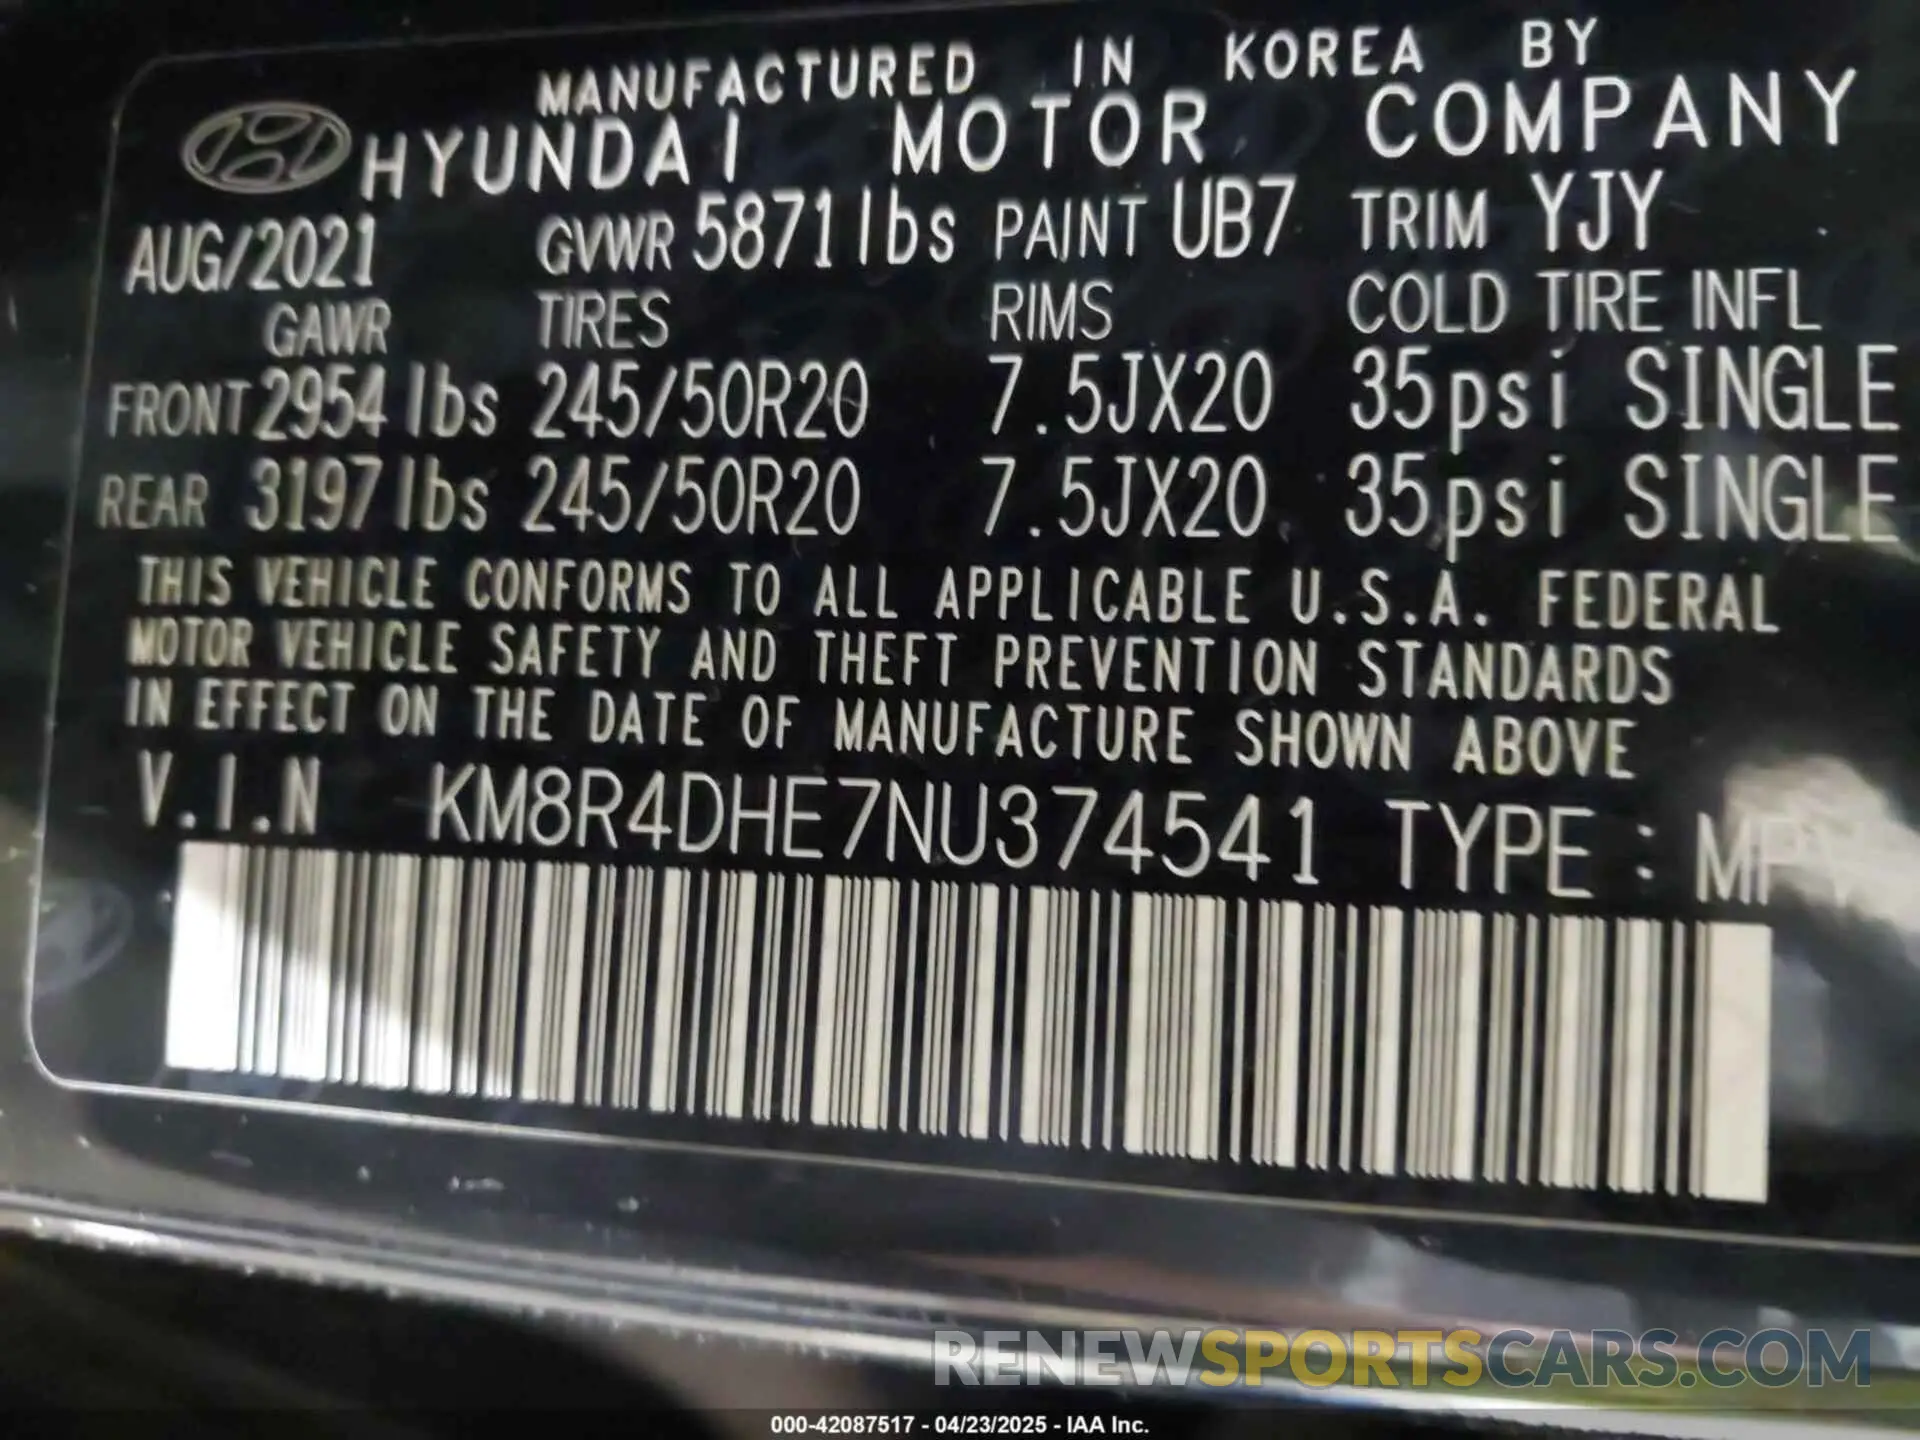 MANUFACTURED IN KOREA BY
HYUNDAI MOTOR COMPANY
AUG/2021 GVWR 5871lbs PAINT UB7 TRIM YJY
GAWR TIRES RIMS COLD TIRE INFL
FRONT 2954 lbs 245/50R20 7.5JX20 35psi SINGLE
REAR 3197 lbs 245/50R20 7.5JX20 35psi SINGLE
THIS VEHICLE CONFORMS TO ALL APPLICABLE U.S.A. FEDERAL
MOTOR VEHICLE SAFETY AND THEFT PREVENTION STANDARDS
IN EFFECT ON THE DATE OF MANUFACTURE SHOWN ABOVE
V.I.N KM8R4DHE7NU374541 TYPE : MPV
RENEWSPORTSCARS.COM
000-42087517 - 04/23/2025 - IAA Inc.